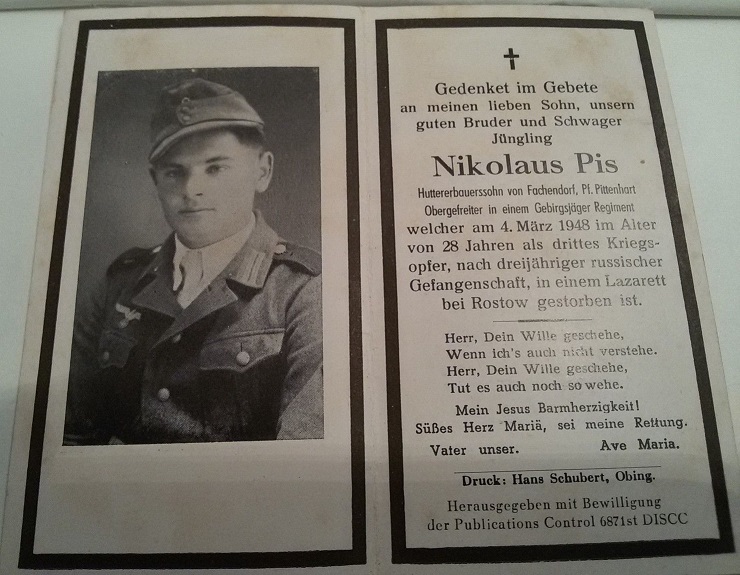 Gedenket im Gebete
an meinen lieben Sohn, unsern
guten Bruder und Schwager
Jüngling
Nikolaus Pis
Huttererbauerssohn von Fachendorf, Pf. Pittenhart
Obergefreiter in einem Gebirgsjäger Regiment
welcher am 4. März 1948 im Alter
von 28 Jahren als drittes Kriegs-
opfer, nach dreijähriger russischer
Gefangenschaft, in einem Lazarett
bei Rostow gestorben ist.
Herr, Dein Wille geschehe,
Wenn ich's auch nicht verstehe.
Herr, Dein Wille geschehe,
Tut es auch noch so wehe.
Mein Jesus Barmherzigkeit!
Süßes Herz Mariä, sei meine Rettung.
Vater unser. Ave Maria.
Druck: Hans Schubert, Obing.
Herausgegeben mit Bewilligung
der Publications Control 6871st DISCC